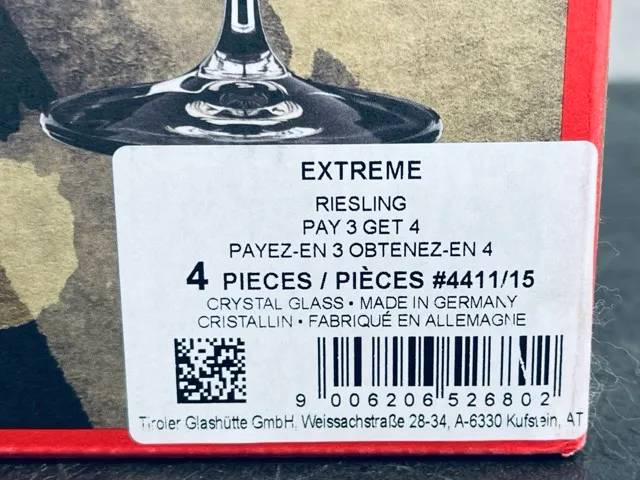 EXTREME
RIESLING
PAY 3 GET 4
PAYEZ-EN 3 OBTENEZ-EN 4
4 PIECES / PIÈCES #4411/15
CRYSTAL GLASS • MADE IN GERMANY
CRISTALLIN • FABRIQUÉ EN ALLEMAGNE
9 006206 526802
Tiroler Glashütte GmbH, Weissachstraße 28-34, A-6330 Kufstein, AT